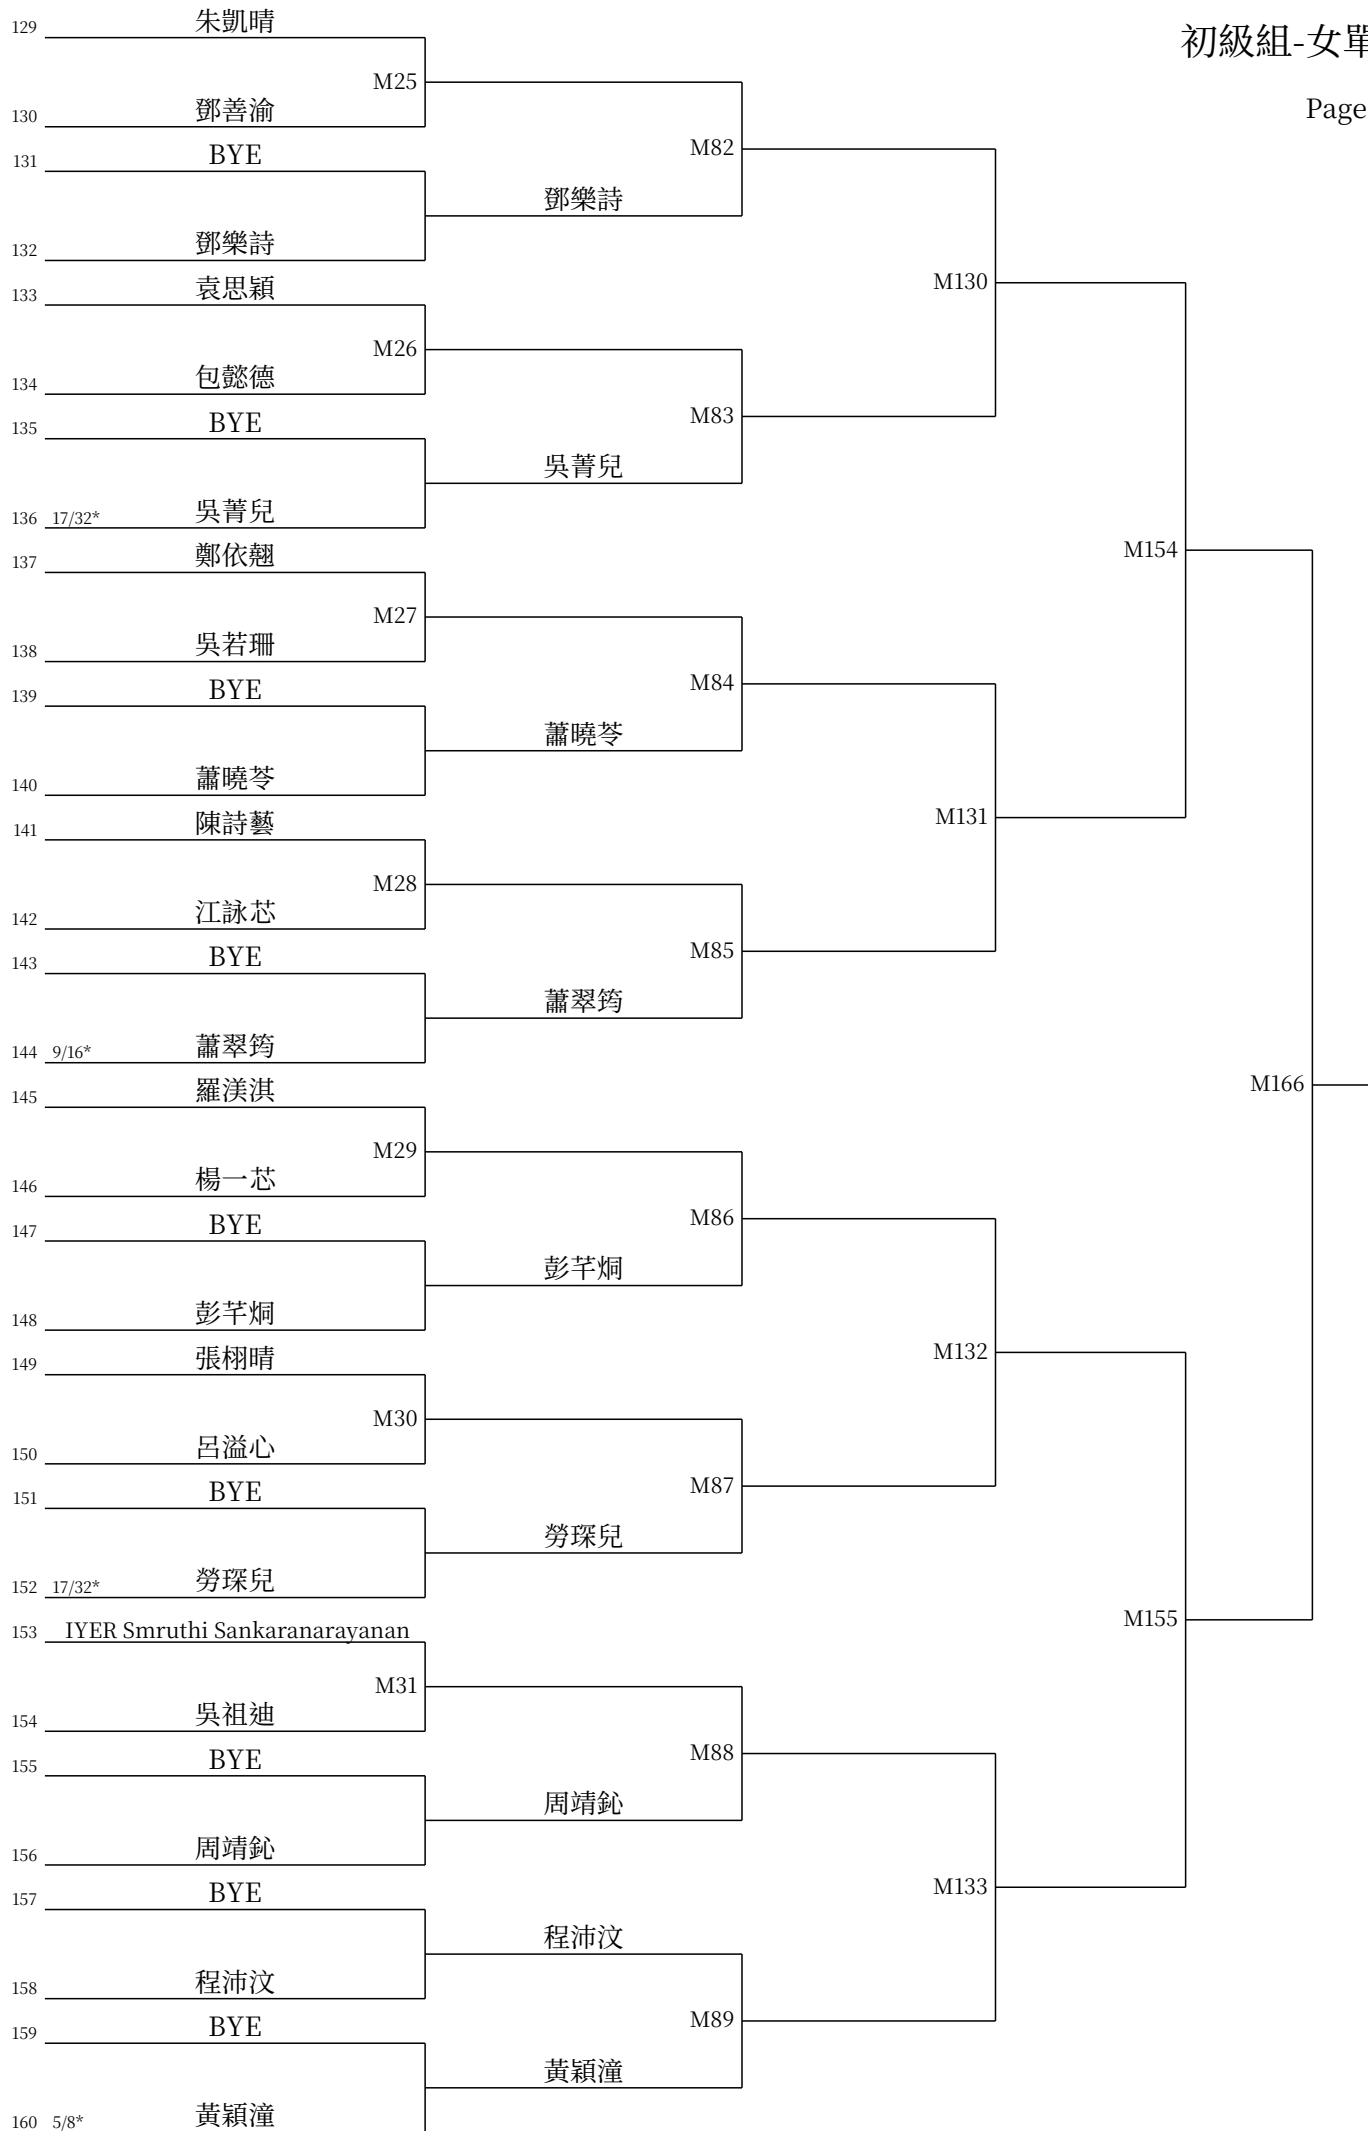 初級組-女單
Page
129 朱凱晴
M25
130 鄧善渝
131 BYE
M82
鄧樂詩
132 鄧樂詩
133 袁思穎
M130
M26
134 包懿德
135 BYE
M83
吳菁兒
136 17/32* 吳菁兒
137 鄭依翹
M154
M27
138 吳若珊
139 BYE
M84
蕭曉苓
140 蕭曉苓
141 陳詩藝
M131
M28
142 江詠芯
143 BYE
M85
蕭翠筠
144 9/16* 蕭翠筠
145 羅渼淇
M166
M29
146 楊一芯
147 BYE
M86
彭芊烔
148 彭芊烔
149 張栩晴
M132
M30
150 呂溢心
151 BYE
M87
勞琛兒
152 17/32* 勞琛兒
153 IYER Smruthi Sankaranarayanan
M155
M31
154 吳祖迪
155 BYE
M88
周靖鈊
156 周靖鈊
157 BYE
M133
程沛汶
158 程沛汶
159 BYE
M89
黃穎潼
160 5/8* 黃穎潼